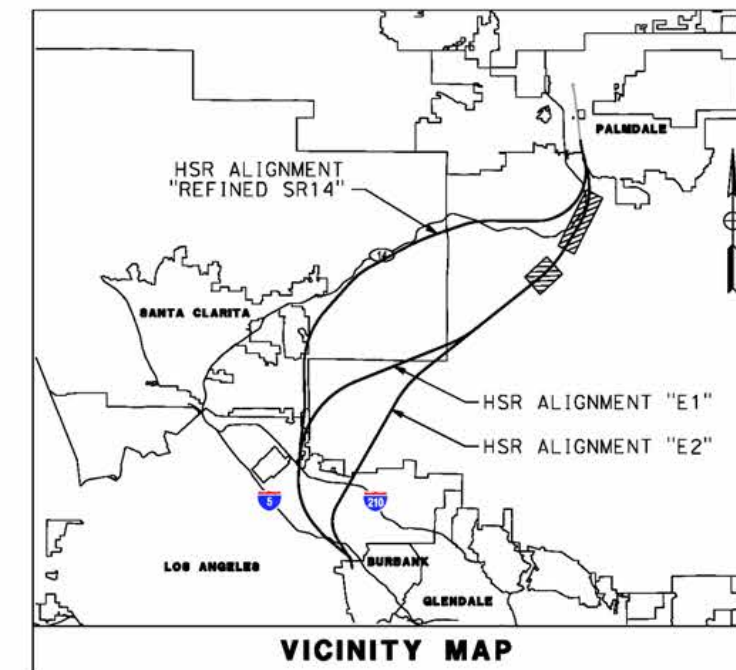 PALMDALE
HSR ALIGNMENT
"REFINED SR14"
14
SANTA CLARITA
HSR ALIGNMENT "E1"
HSR ALIGNMENT "E2"
5
210
LOS ANGELES
BURBANK
GLENDALE
VICINITY MAP